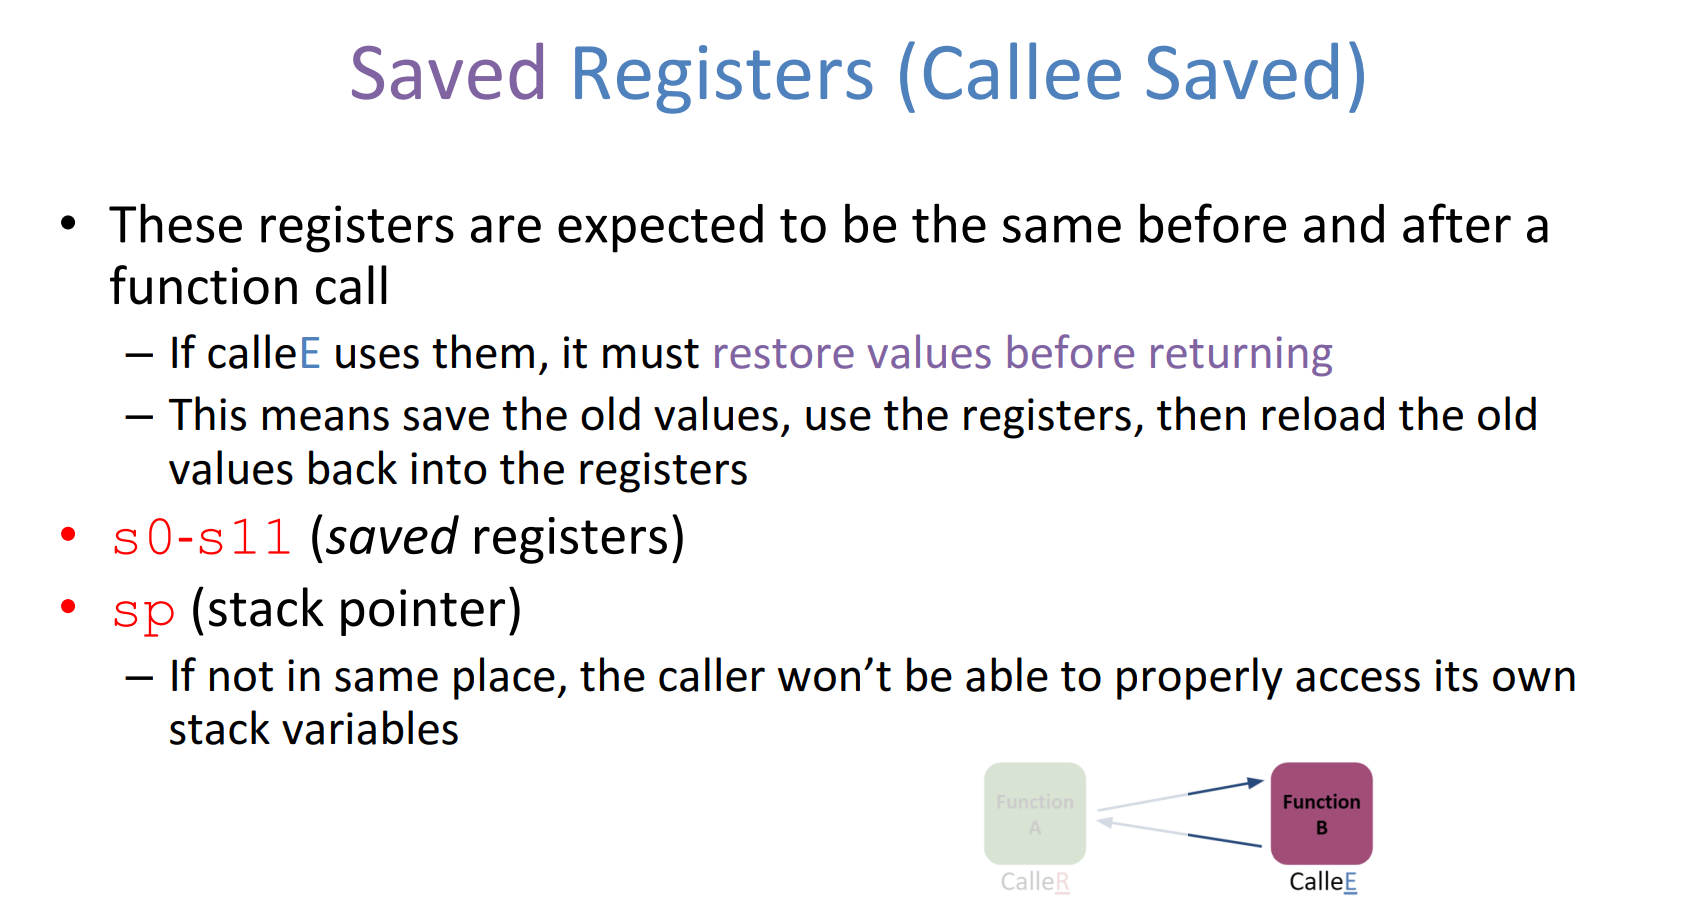 Saved Registers (Callee Saved)
• These registers are expected to be the same before and after a
function call
– If calleE uses them, it must restore values before returning
– This means save the old values, use the registers, then reload the old
values back into the registers
• s0-s11 (saved registers)
• sp (stack pointer)
– If not in same place, the caller won’t be able to properly access its own
stack variables
Function
A
CalleR
Function
B
CalleE